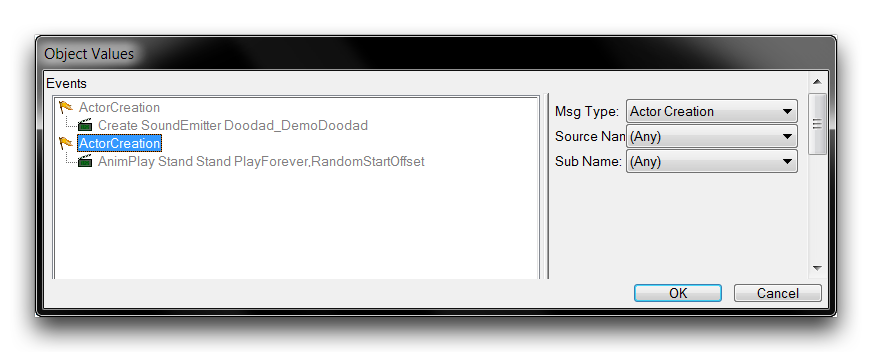 Object Values
Events
ActorCreation
Create SoundEmitter Doodad_DemoDoodad
ActorCreation
AnimPlay Stand Stand PlayForever,RandomStartOffset
Msg Type: Actor Creation
Source Nan (Any)
Sub Name: (Any)
OK Cancel